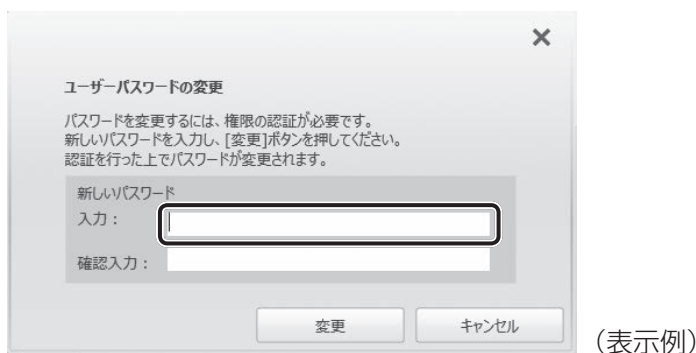 ユーザーパスワードの変更
パスワードを変更するには、権限の認証が必要です。
新しいパスワードを入力し、[変更]ボタンを押してください。
認証を行った上でパスワードが変更されます。
新しいパスワード
入力：
確認入力：
変更 キャンセル
（表示例）